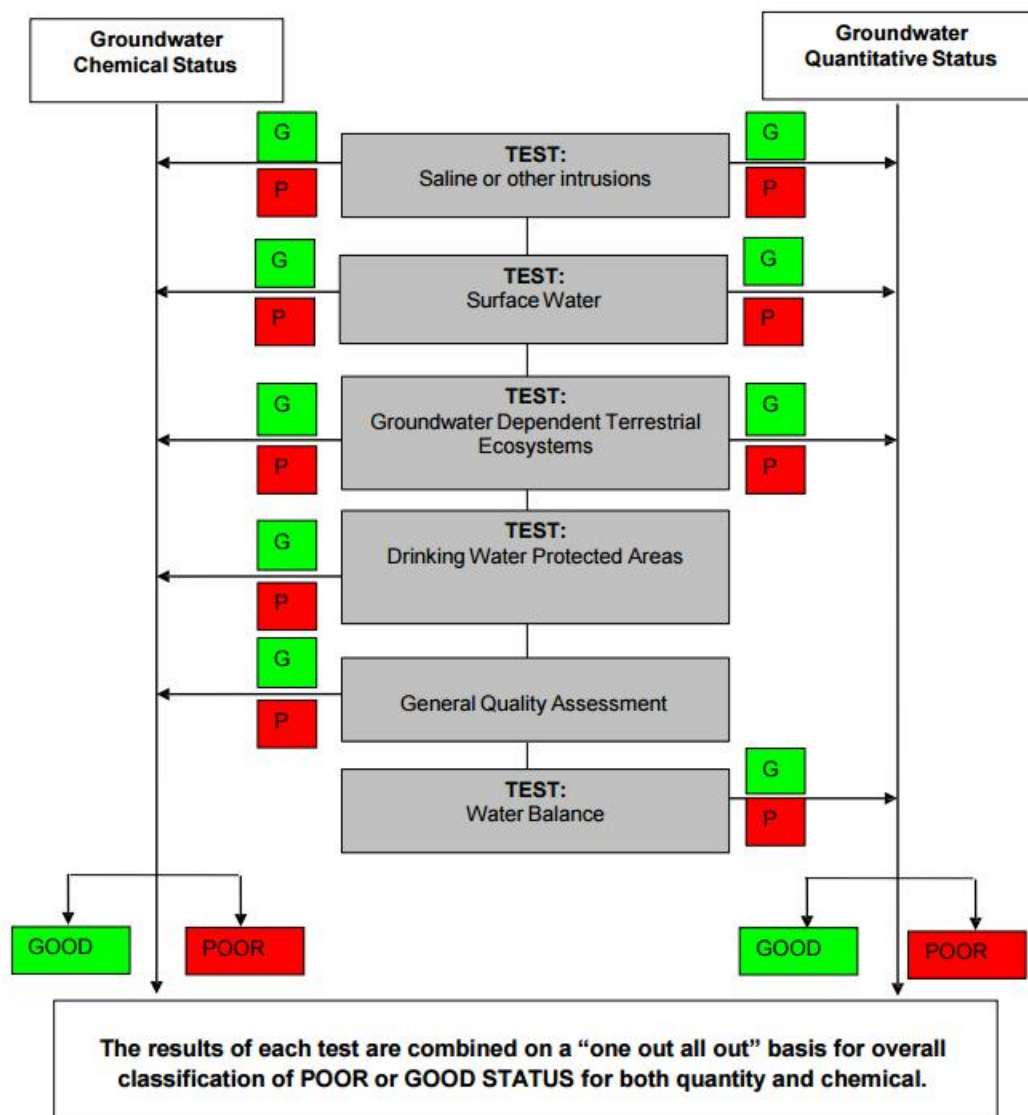 Groundwater
Chemical Status
Groundwater
Quantitative Status
G
P
TEST:
Saline or other intrusions
G
P
G
P
TEST:
Surface Water
G
P
G
P
TEST:
Groundwater Dependent Terrestrial
Ecosystems
G
P
G
P
TEST:
Drinking Water Protected Areas
G
P
General Quality Assessment
TEST:
Water Balance
G
P
GOOD
POOR
GOOD
POOR
The results of each test are combined on a “one out all out” basis for overall
classification of POOR or GOOD STATUS for both quantity and chemical.